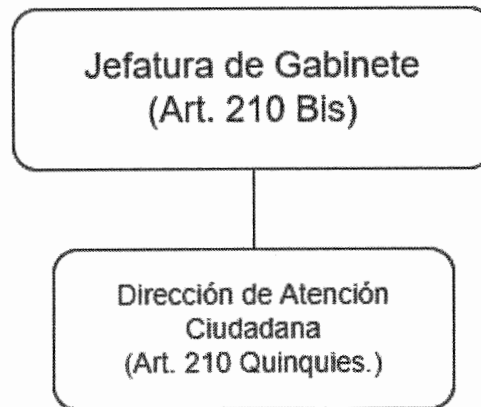 Jefatura de Gabinete
(Art. 210 Bis)
Dirección de Atención
Ciudadana
(Art. 210 Quinquies.)